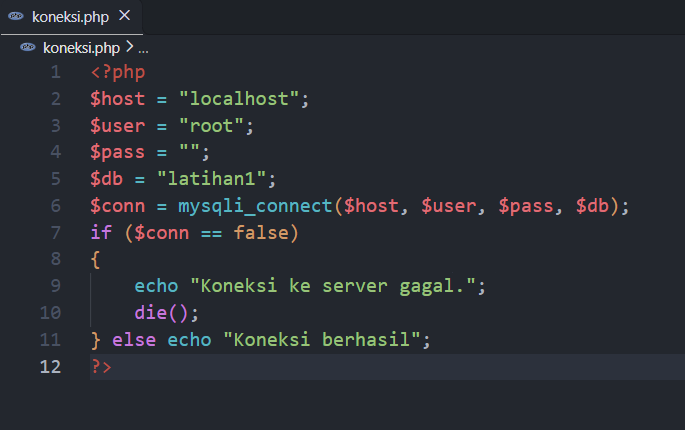 koneksi.php ×
koneksi.php > ...
1 <?php
2 $host = "localhost";
3 $user = "root";
4 $pass = "";
5 $db = "latihan1";
6 $conn = mysqli_connect($host, $user, $pass, $db);
7 if ($conn == false)
8 {
9     echo "Koneksi ke server gagal.";
10     die();
11 } else echo "Koneksi berhasil";
12 ?>